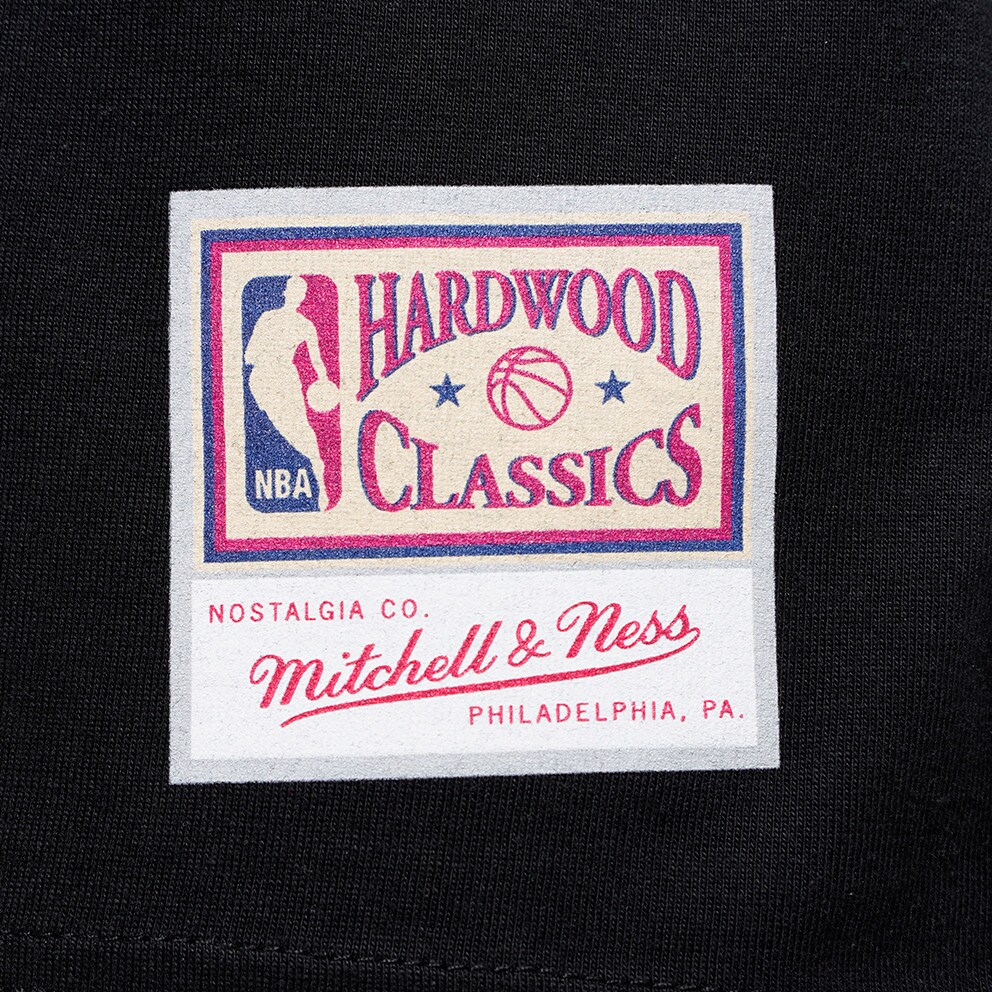 HARDWOOD
CLASSICS
NBA
NOSTALGIA CO.
Mitchell & Ness
PHILADELPHIA, PA.